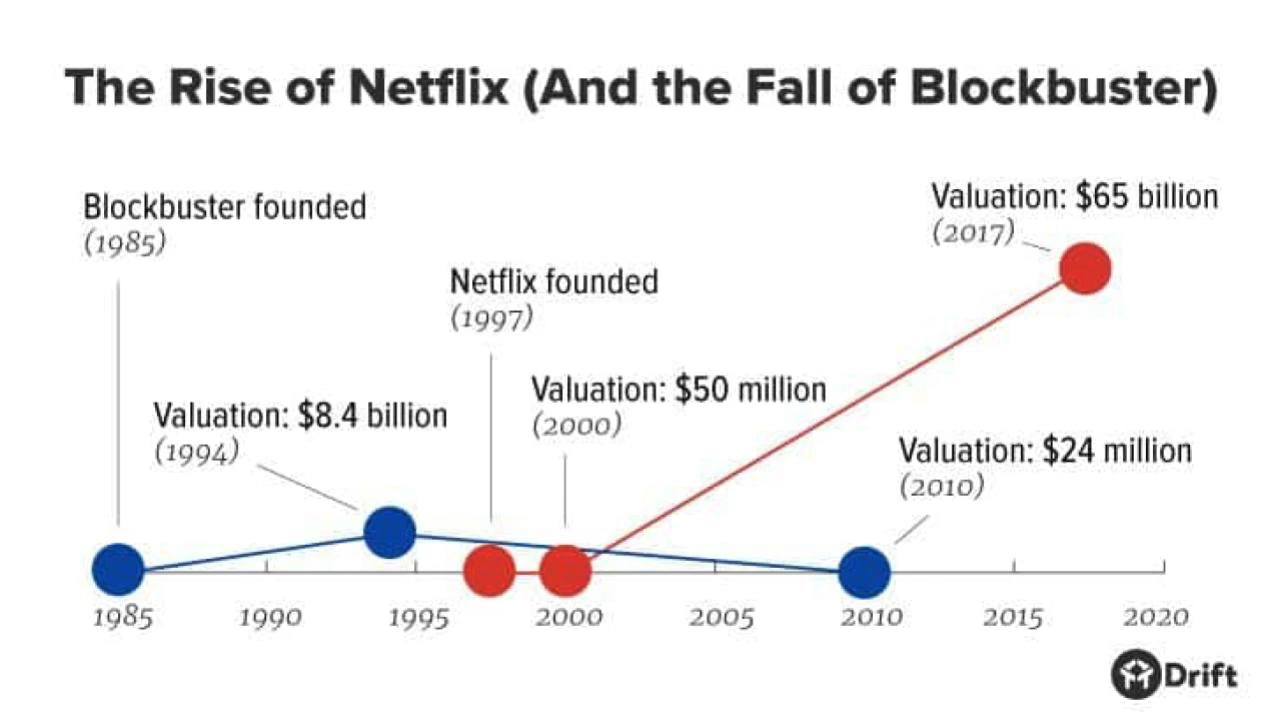 The Rise of Netflix (And the Fall of Blockbuster)
Blockbuster founded
(1985)
Valuation: $65 billion
(2017)
Netflix founded
(1997)
Valuation: $50 million
(2000)
Valuation: $8.4 billion
(1994)
Valuation: $24 million
(2010)
1985 1990 1995 2000 2005 2010 2015 2020
Drift